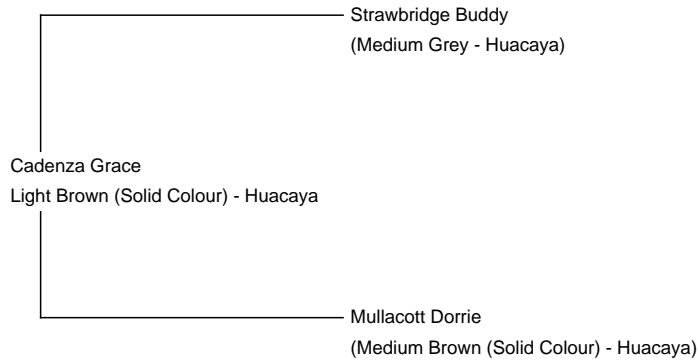 Strawbridge Buddy
(Medium Grey - Huacaya)
Cadenza Grace
Light Brown (Solid Colour) - Huacaya
Mullacott Dorrie
(Medium Brown (Solid Colour) - Huacaya)